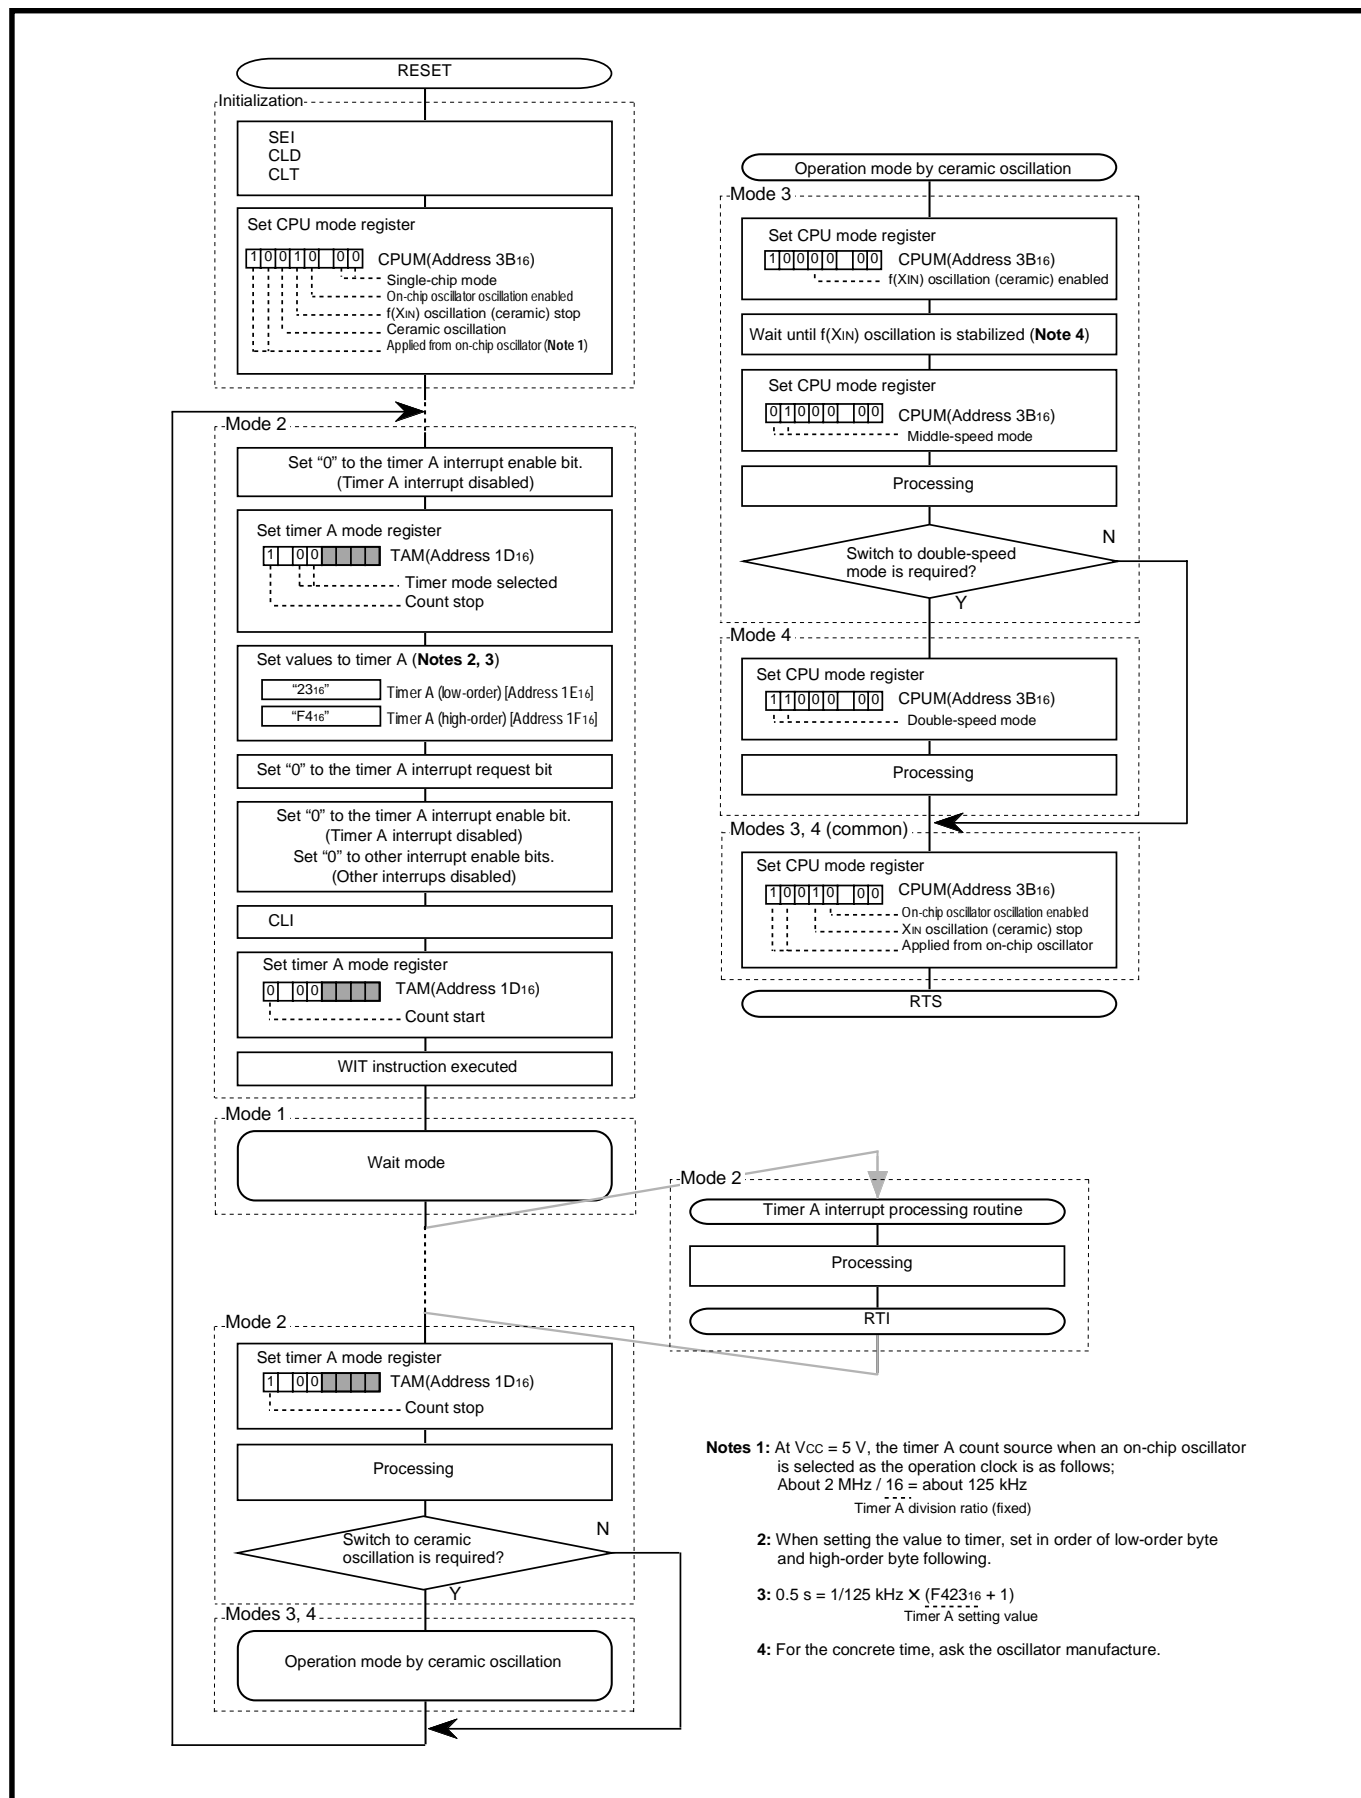 RESET
Initialization
SEI
CLD
CLT
Set CPU mode register
1 0 0 1 0 0 0 CPUM(Address 3B16)
Single-chip mode
On-chip oscillator oscillation enabled
f(XIN) oscillation (ceramic) stop
Ceramic oscillation
Applied from on-chip oscillator (Note 1)
Mode 2
Set “0” to the timer A interrupt enable bit.
(Timer A interrupt disabled)
Set timer A mode register
1 0 0 TAM(Address 1D16)
Timer mode selected
Count stop
Set values to timer A (Notes 2, 3)
“2316” Timer A (low-order) [Address 1E16]
“F416” Timer A (high-order) [Address 1F16]
Set “0” to the timer A interrupt request bit
Set “0” to the timer A interrupt enable bit.
(Timer A interrupt disabled)
Set “0” to other interrupt enable bits.
(Other interrups disabled)
CLI
Set timer A mode register
0 0 0 TAM(Address 1D16)
Count start
WIT instruction executed
Mode 1
Wait mode
Mode 2
Set timer A mode register
1 0 0 TAM(Address 1D16)
Count stop
Processing
Switch to ceramic
oscillation is required?
N
Y
Modes 3, 4
Operation mode by ceramic oscillation
Operation mode by ceramic oscillation
Mode 3
Set CPU mode register
1 0 0 0 0 0 0 CPUM(Address 3B16)
f(XIN) oscillation (ceramic) enabled
Wait until f(XIN) oscillation is stabilized (Note 4)
Set CPU mode register
0 1 0 0 0 0 0 CPUM(Address 3B16)
Middle-speed mode
Processing
Switch to double-speed
mode is required?
N
Y
Mode 4
Set CPU mode register
1 1 0 0 0 0 0 CPUM(Address 3B16)
Double-speed mode
Processing
Modes 3, 4 (common)
Set CPU mode register
1 0 0 1 0 0 0 CPUM(Address 3B16)
On-chip oscillator oscillation enabled
XIN oscillation (ceramic) stop
Applied from on-chip oscillator
RTS
Mode 2
Timer A interrupt processing routine
Processing
RTI
Notes 1: At VCC = 5 V, the timer A count source when an on-chip oscillator
is selected as the operation clock is as follows;
About 2 MHz / 16 = about 125 kHz
Timer A division ratio (fixed)
2: When setting the value to timer, set in order of low-order byte
and high-order byte following.
3: 0.5 s = 1/125 kHz × (F42316 + 1)
Timer A setting value
4: For the concrete time, ask the oscillator manufacture.